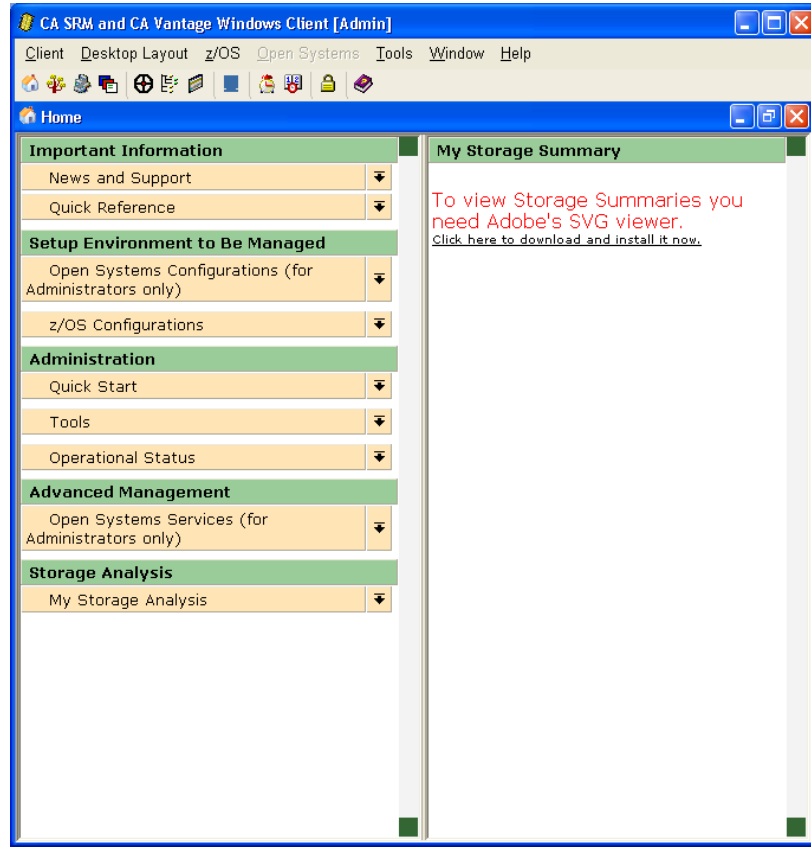 CA SRM and CA Vantage Windows Client [Admin]
Client Desktop Layout z/OS Open Systems Tools Window Help
Home
Important Information
News and Support
Quick Reference
Setup Environment to Be Managed
Open Systems Configurations (for
Administrators only)
z/OS Configurations
Administration
Quick Start
Tools
Operational Status
Advanced Management
Open Systems Services (for
Administrators only)
Storage Analysis
My Storage Analysis
My Storage Summary
To view Storage Summaries you
need Adobe's SVG viewer.
Click here to download and install it now.